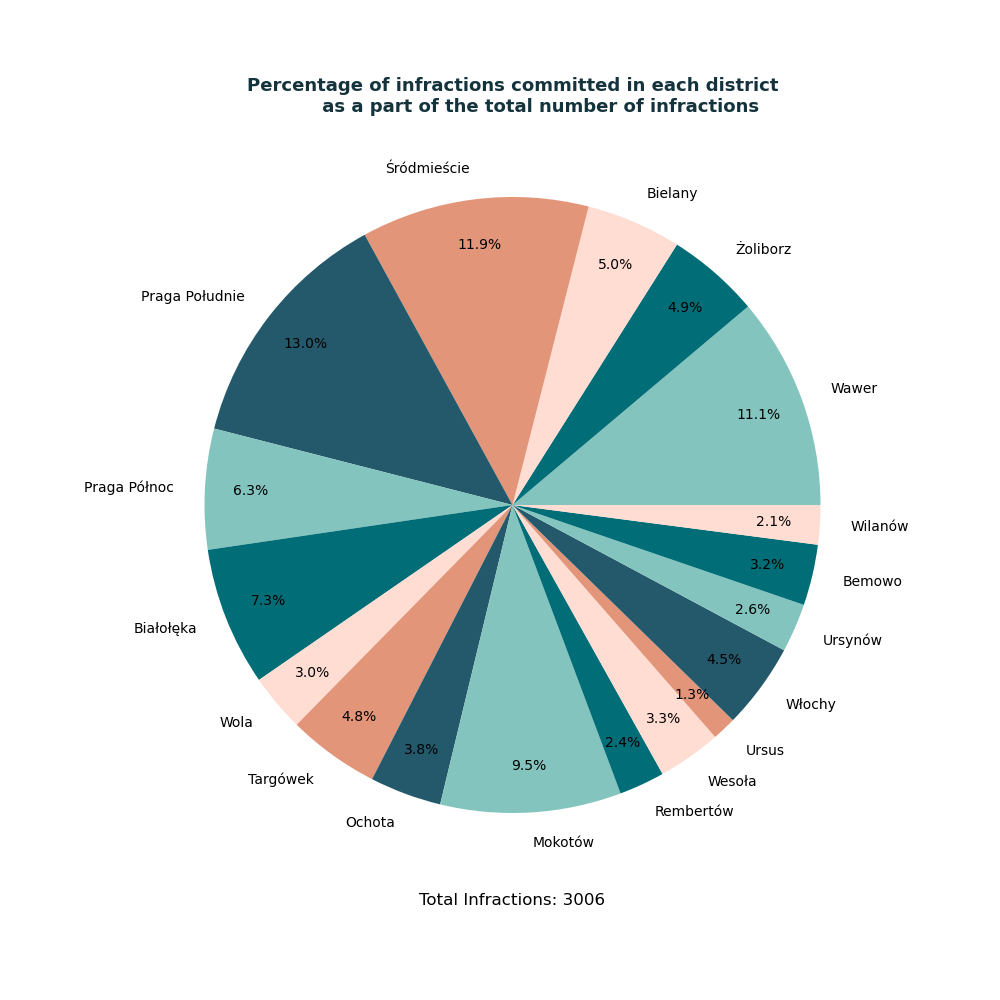 Percentage of infractions committed in each district
as a part of the total number of infractions
Śródmieście
Bielany
Żoliborz
Wawer
Praga Południe
Praga Północ
Białołęka
Wola
Targówek
Ochota
Mokotów
Rembertów
Wesoła
Ursus
Włochy
Ursynów
Bemowo
Wilanów
11.9%
5.0%
4.9%
11.1%
13.0%
6.3%
7.3%
3.0%
4.8%
3.8%
9.5%
2.4%
3.3%
1.3%
4.5%
2.6%
3.2%
2.1%
Total Infractions: 3006